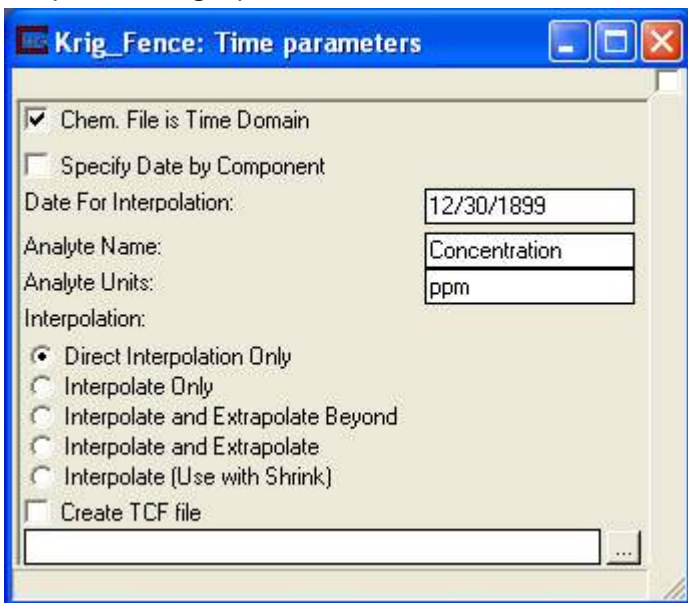 Krig_Fence: Time parameters
Chem. File is Time Domain
Specify Date by Component
Date For Interpolation: 12/30/1899
Analyte Name: Concentration
Analyte Units: ppm
Interpolation:
Direct Interpolation Only
Interpolate Only
Interpolate and Extrapolate Beyond
Interpolate and Extrapolate
Interpolate (Use with Shrink)
Create TCF file
...